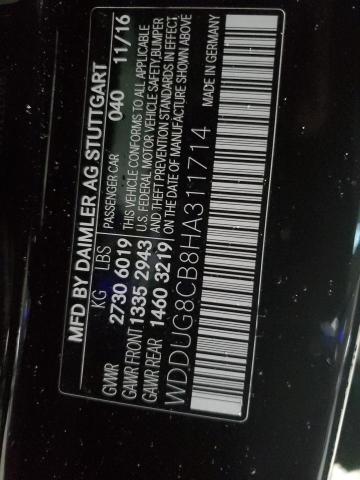 MFD BY DAIMLER AG STUTTGART
KG LBS PASSENGER CAR 040 11/16
GVWR 2730 6019 THIS VEHICLE CONFORMS TO ALL APPLICABLE
GAWR FRONT 1335 2943 U.S. FEDERAL MOTOR VEHICLE SAFETY, BUMPER
GAWR REAR 1460 3219 AND THEFT PREVENTION STANDARDS IN EFFECT
ON THE DATE OF MANUFACTURE SHOWN ABOVE
WDDUG8CB8HA311714 MADE IN GERMANY